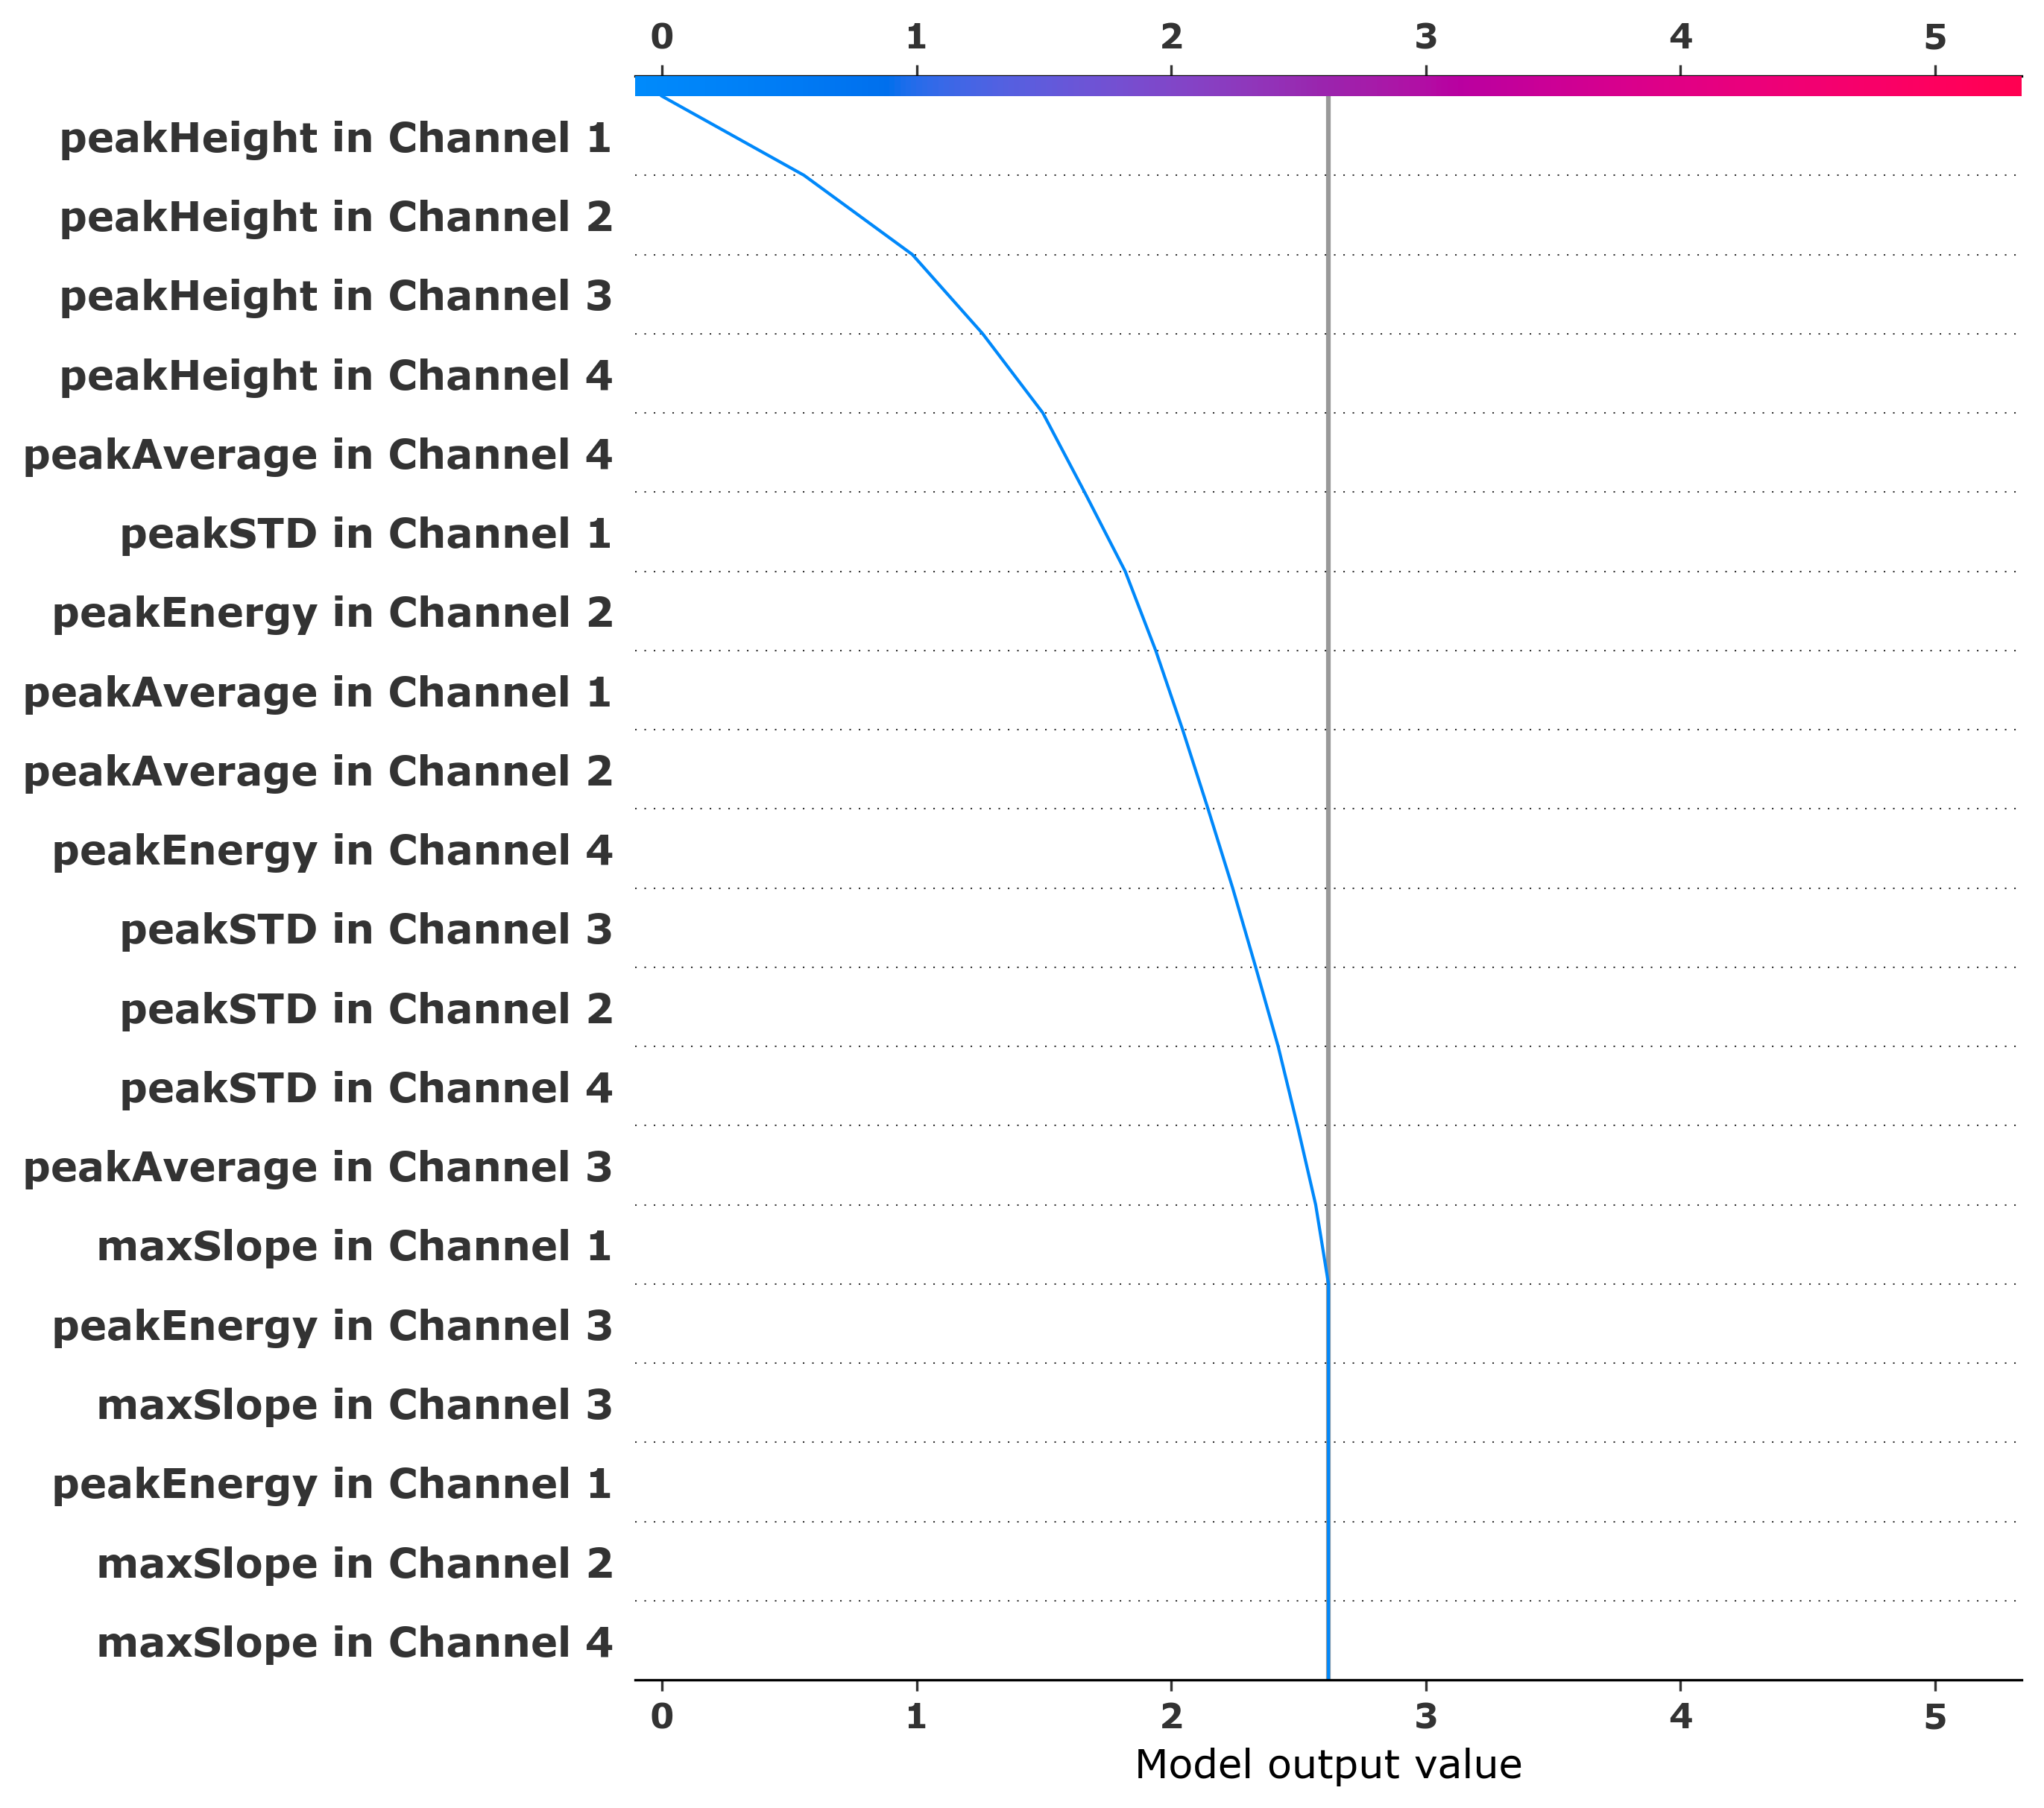 0 1 2 3 4 5
peakHeight in Channel 1
peakHeight in Channel 2
peakHeight in Channel 3
peakHeight in Channel 4
peakAverage in Channel 4
peakSTD in Channel 1
peakEnergy in Channel 2
peakAverage in Channel 1
peakAverage in Channel 2
peakEnergy in Channel 4
peakSTD in Channel 3
peakSTD in Channel 2
peakSTD in Channel 4
peakAverage in Channel 3
maxSlope in Channel 1
peakEnergy in Channel 3
maxSlope in Channel 3
peakEnergy in Channel 1
maxSlope in Channel 2
maxSlope in Channel 4
0 1 2 3 4 5
Model output value